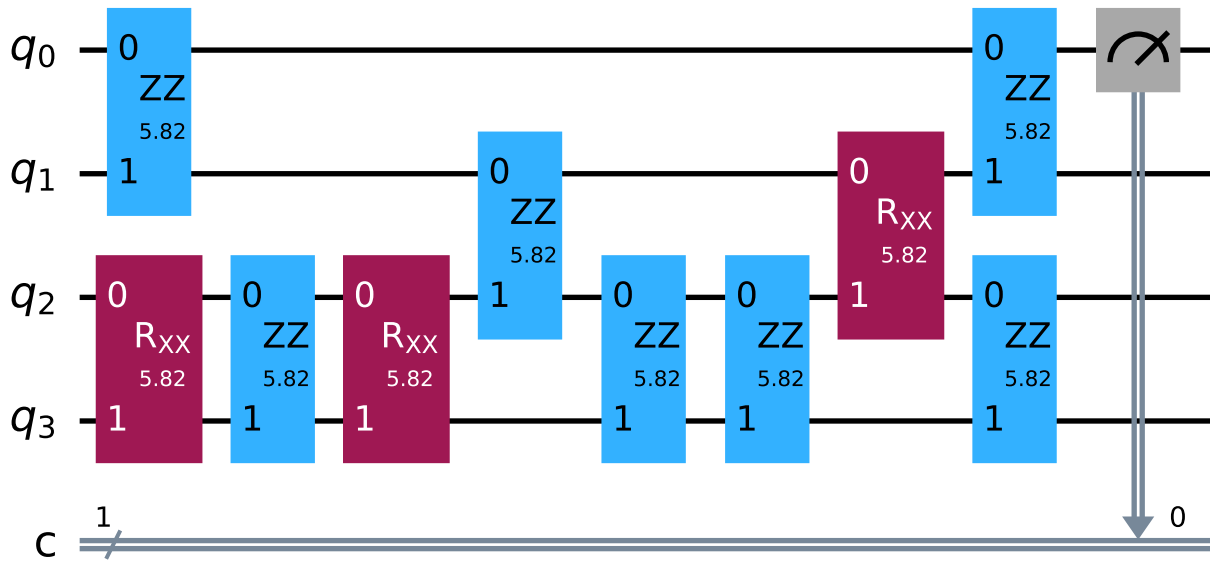 q0 0 0
ZZ ZZ
5.82 5.82
q1 1 0 0 1
ZZ RXX
5.82 5.82
q2 0 0 0 1 0 0 1 0
RXX ZZ RXX ZZ ZZ ZZ
5.82 5.82 5.82 5.82 5.82 5.82
q3 1 1 1 1 1 1
1 0
c